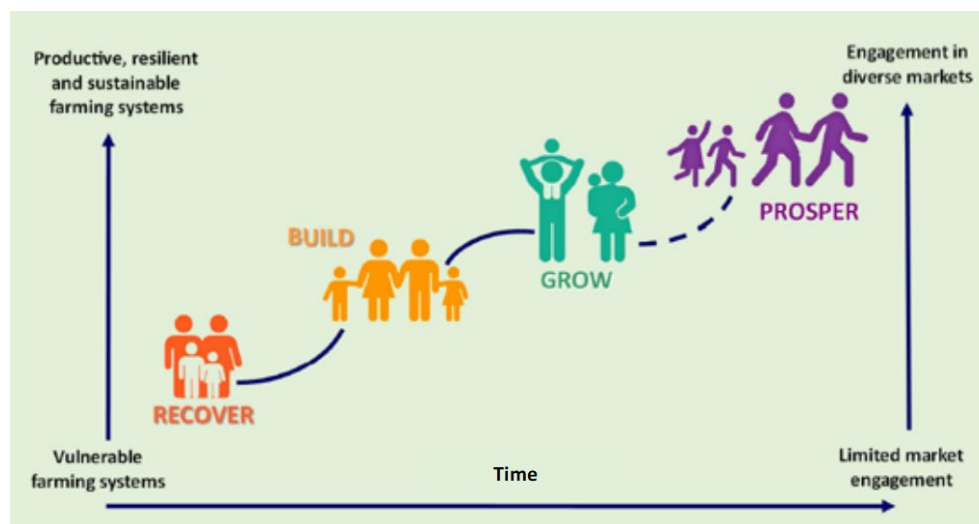 Productive, resilient
and sustainable
farming systems
Engagement in
diverse markets
PROSPER
BUILD
GROW
RECOVER
Vulnerable
farming systems
Time
Limited market
engagement